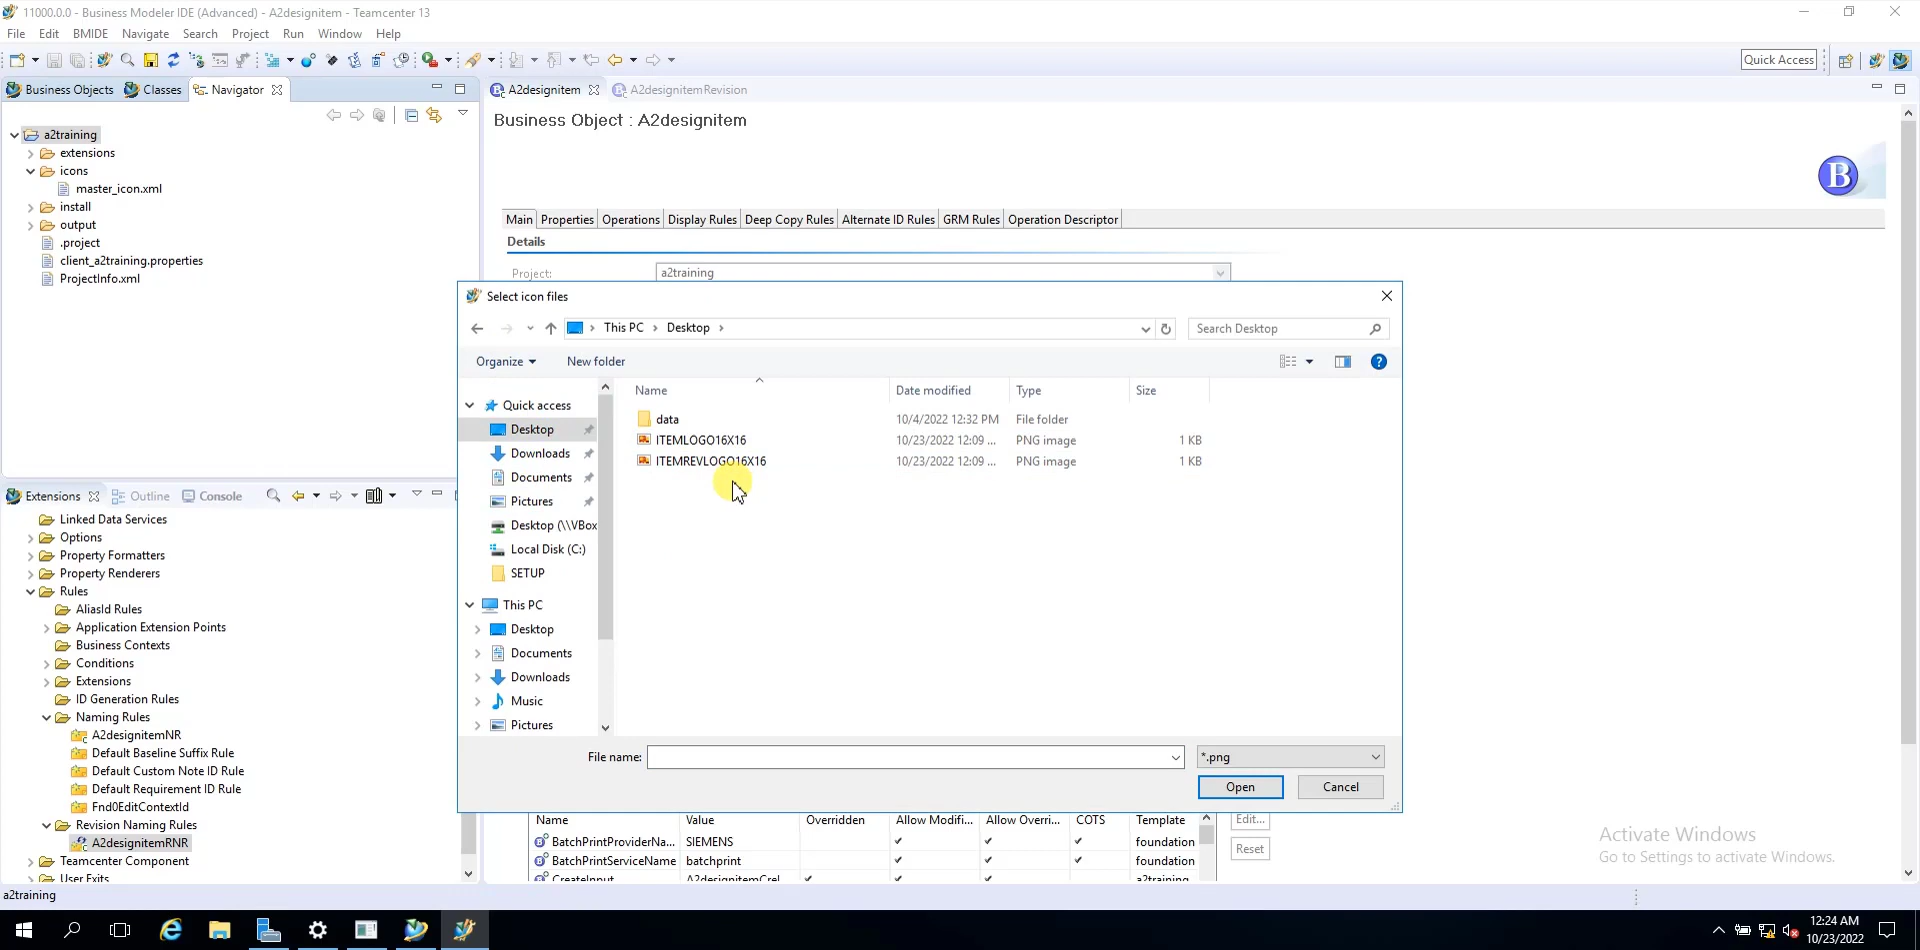 11000.0.0 - Business Modeler IDE (Advanced) - A2designitem - Teamcenter 13
File Edit BMIDE Navigate Search Project Run Window Help
Quick Access
Business Objects Classes Navigator
A2designitem A2designitemRevision
Business Object : A2designitem
a2training
extensions
icons
master_icon.xml
install
output
.project
client_a2training.properties
ProjectInfo.xml
B
Main Properties Operations Display Rules Deep Copy Rules Alternate ID Rules GRM Rules Operation Descriptor
Details
Project: a2training
Select icon files
This PC Desktop
Search Desktop
Organize New folder
Name Date modified Type Size
data 10/4/2022 12:32 PM File folder
ITEMLOGO16X16 10/23/2022 12:09 ... PNG image 1 KB
ITEMREVLOGO16X16 10/23/2022 12:09 ... PNG image 1 KB
Quick access
Desktop
Downloads
Documents
Pictures
Desktop (\\VBox
Local Disk (C:)
SETUP
This PC
Desktop
Documents
Downloads
Music
Pictures
File name:
*.png
Open Cancel
Extensions Outline Console
Linked Data Services
Options
Property Formatters
Property Renderers
Rules
AliasId Rules
Application Extension Points
Business Contexts
Conditions
Extensions
ID Generation Rules
Naming Rules
A2designitemNR
Default Baseline Suffix Rule
Default Custom Note ID Rule
Default Requirement ID Rule
Fnd0EditContextId
Revision Naming Rules
A2designitemRNR
Teamcenter Component
User Exits
Name Value Overridden Allow Modifi... Allow Overri... COTS Template
BatchPrintProviderNa... SIEMENS foundation
BatchPrintServiceName batchprint foundation
CreateInput A2designitemCreI a2training
Edit...
Reset
Activate Windows
Go to Settings to activate Windows.
a2training
12:24 AM
10/23/2022